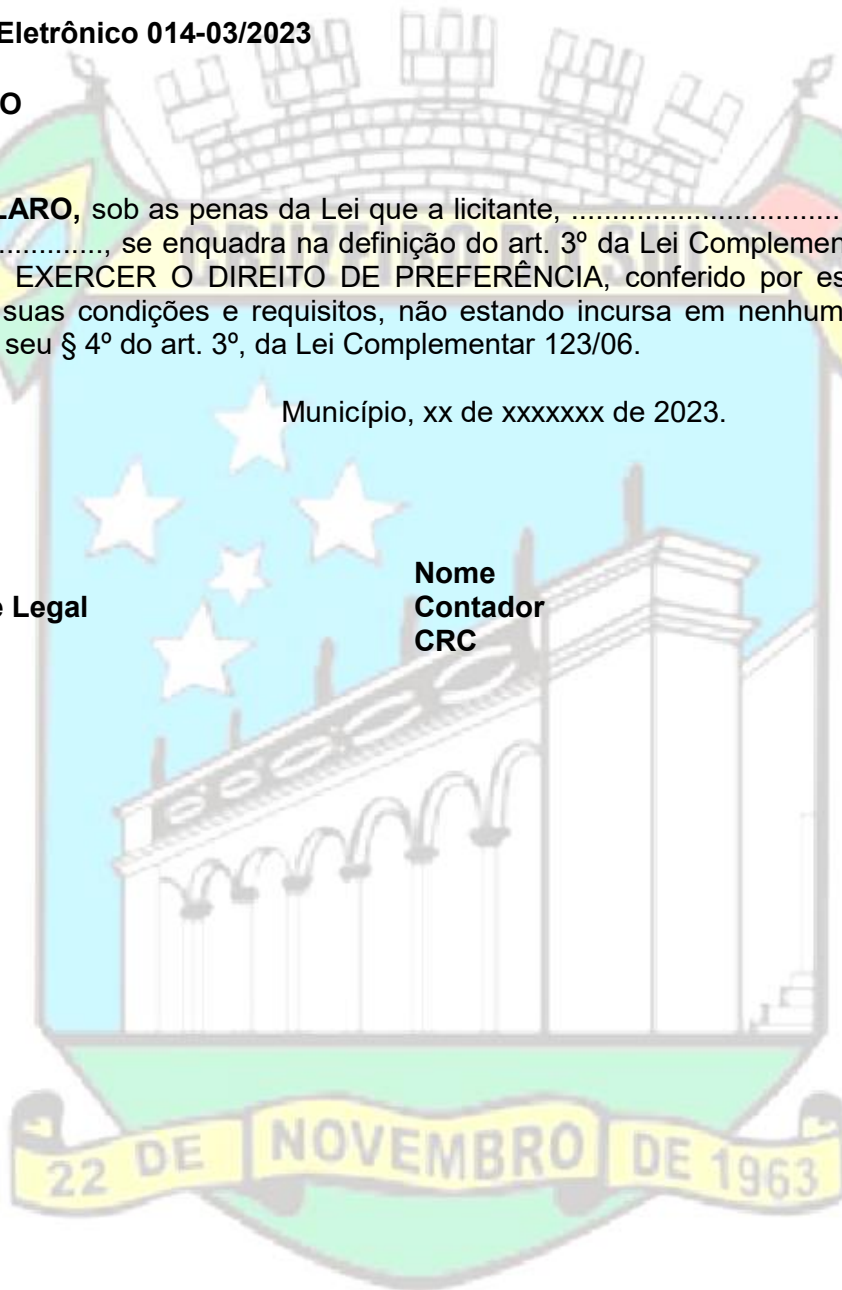 Eletrônico 014-03/2023
O
LARO, sob as penas da Lei que a licitante, ................................
............., se enquadra na definição do art. 3º da Lei Complemen
EXERCER O DIREITO DE PREFERÊNCIA, conferido por es
suas condições e requisitos, não estando incursa em nenhum
seu § 4º do art. 3º, da Lei Complementar 123/06.
Município, xx de xxxxxxx de 2023.
Nome
e Legal Contador
CRC
22 DE NOVEMBRO DE 1963